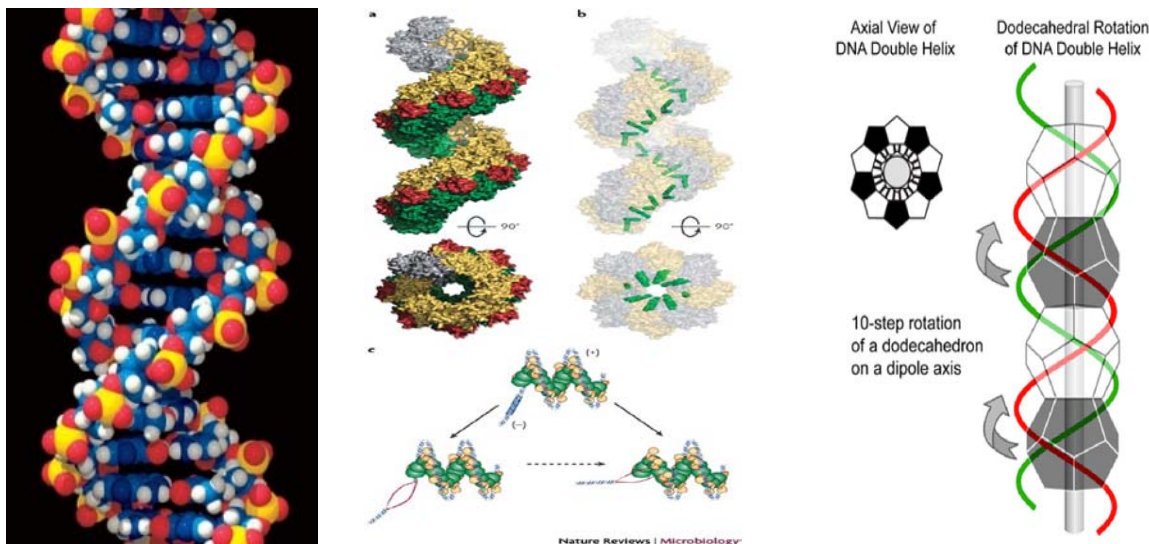 a
b
90°
90°
c
(+)
(−)
Nature Reviews | Microbiology
Axial View of
DNA Double Helix
Dodecahedral Rotation
of DNA Double Helix
10-step rotation
of a dodecahedron
on a dipole axis